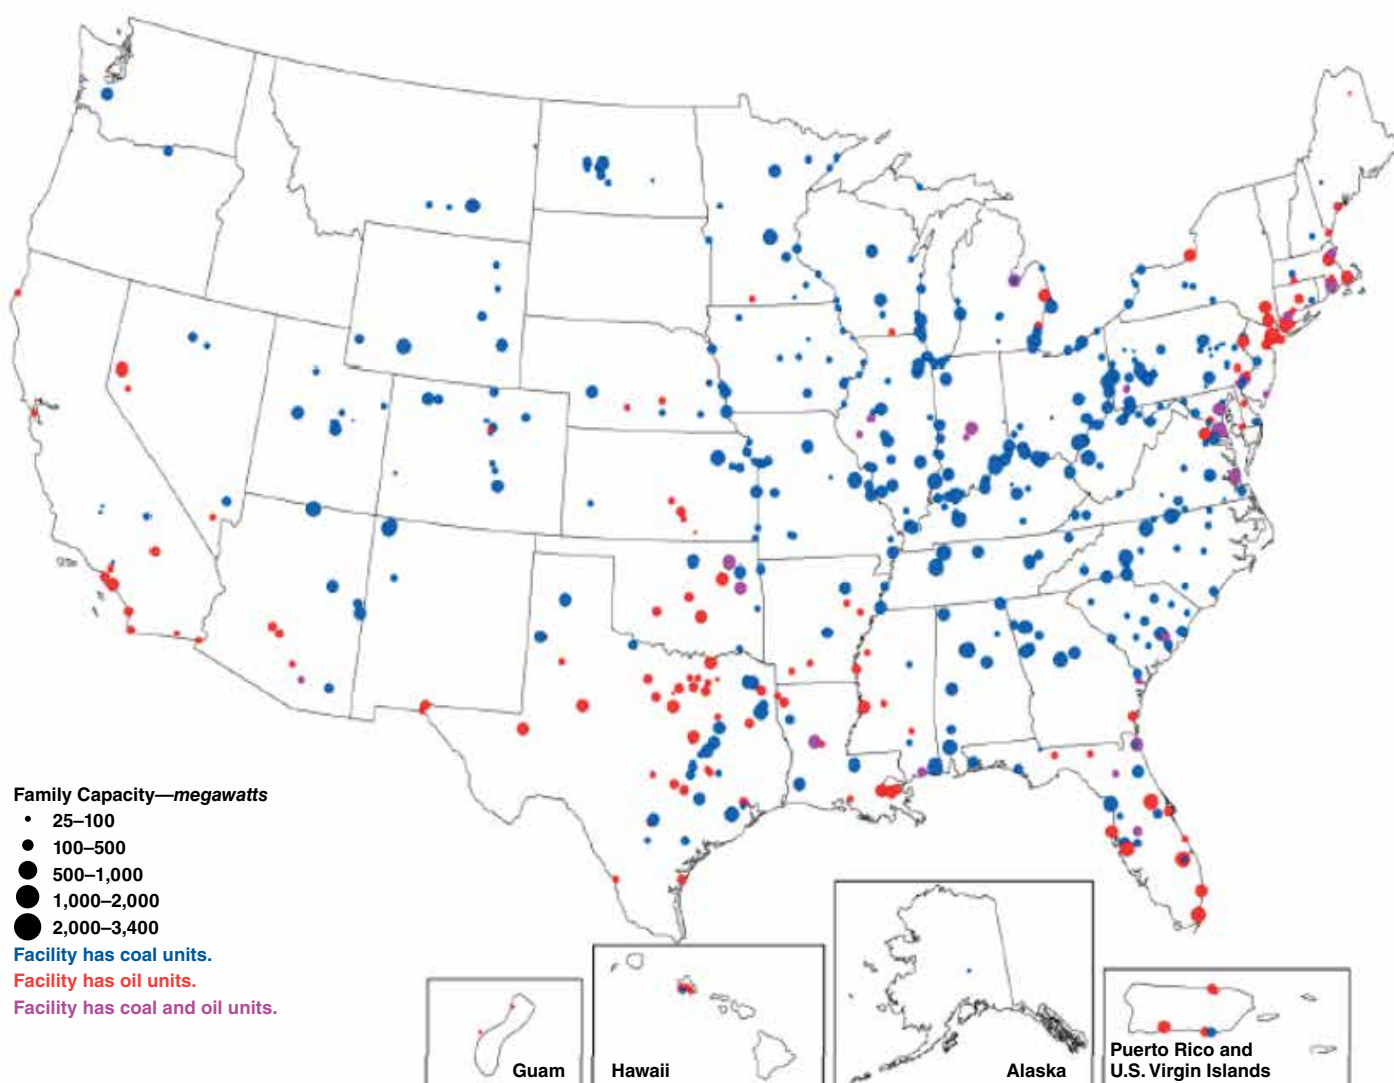 Family Capacity—megawatts
25–100
100–500
500–1,000
1,000–2,000
2,000–3,400
Facility has coal units.
Facility has oil units.
Facility has coal and oil units.
Guam
Hawaii
Alaska
Puerto Rico and
U.S. Virgin Islands